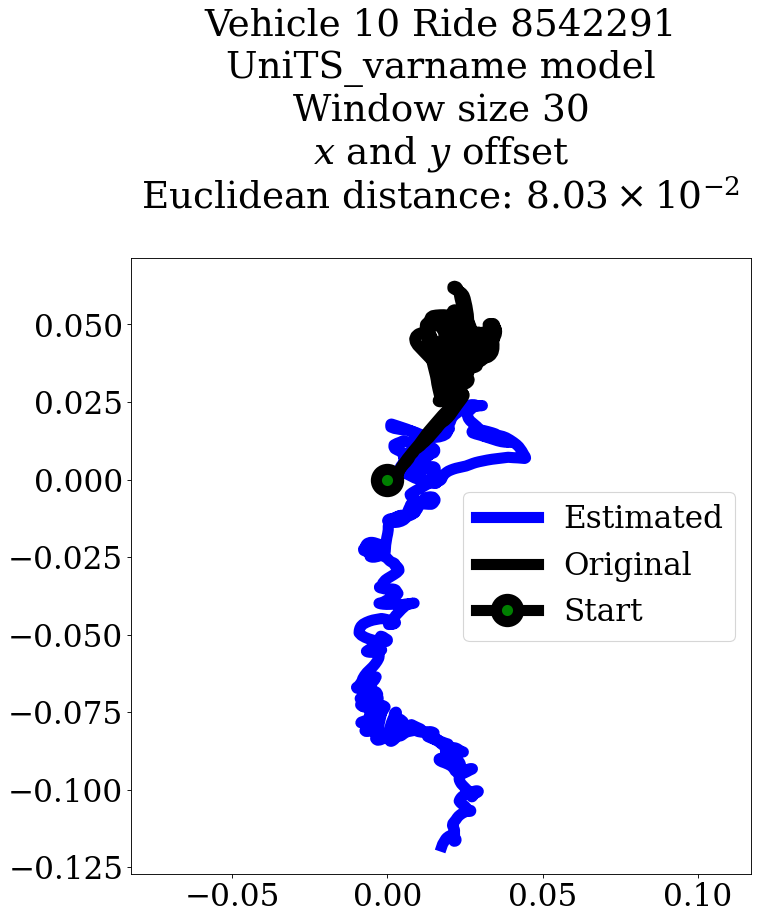 Vehicle 10 Ride 8542291
UniTS_varname model
Window size 30
x and y offset
Euclidean distance: 8.03 × 10⁻²
0.050
0.025
0.000
−0.025
−0.050
−0.075
−0.100
−0.125
Estimated
Original
Start
−0.05 0.00 0.05 0.10